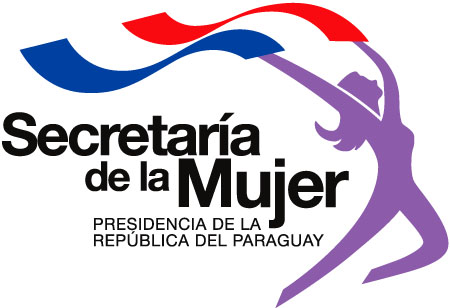 Secretaría
de la Mujer
PRESIDENCIA DE LA
REPÚBLICA DEL PARAGUAY